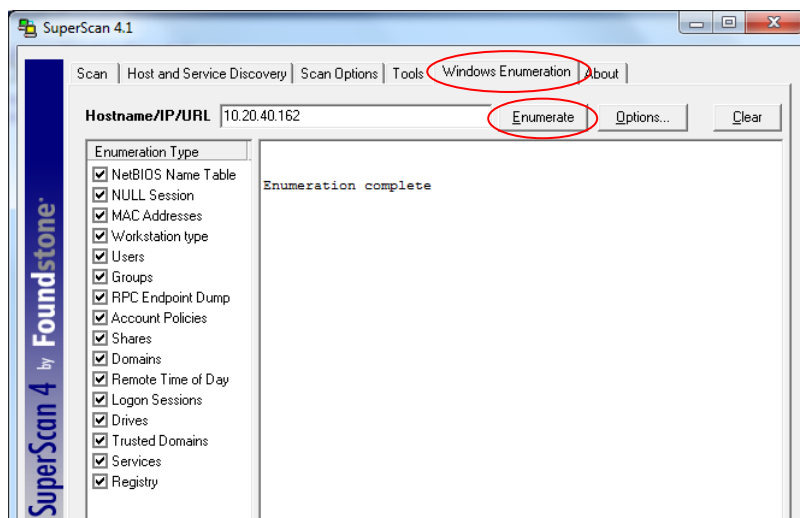 SuperScan 4.1
Scan Host and Service Discovery Scan Options Tools Windows Enumeration About
Hostname/IP/URL 10.20.40.162 Enumerate Options... Clear
Enumeration Type
NetBIOS Name Table
NULL Session
MAC Addresses
Workstation type
Users
Groups
RPC Endpoint Dump
Account Policies
Shares
Domains
Remote Time of Day
Logon Sessions
Drives
Trusted Domains
Services
Registry
Enumeration complete
SuperScan 4 by Foundstone